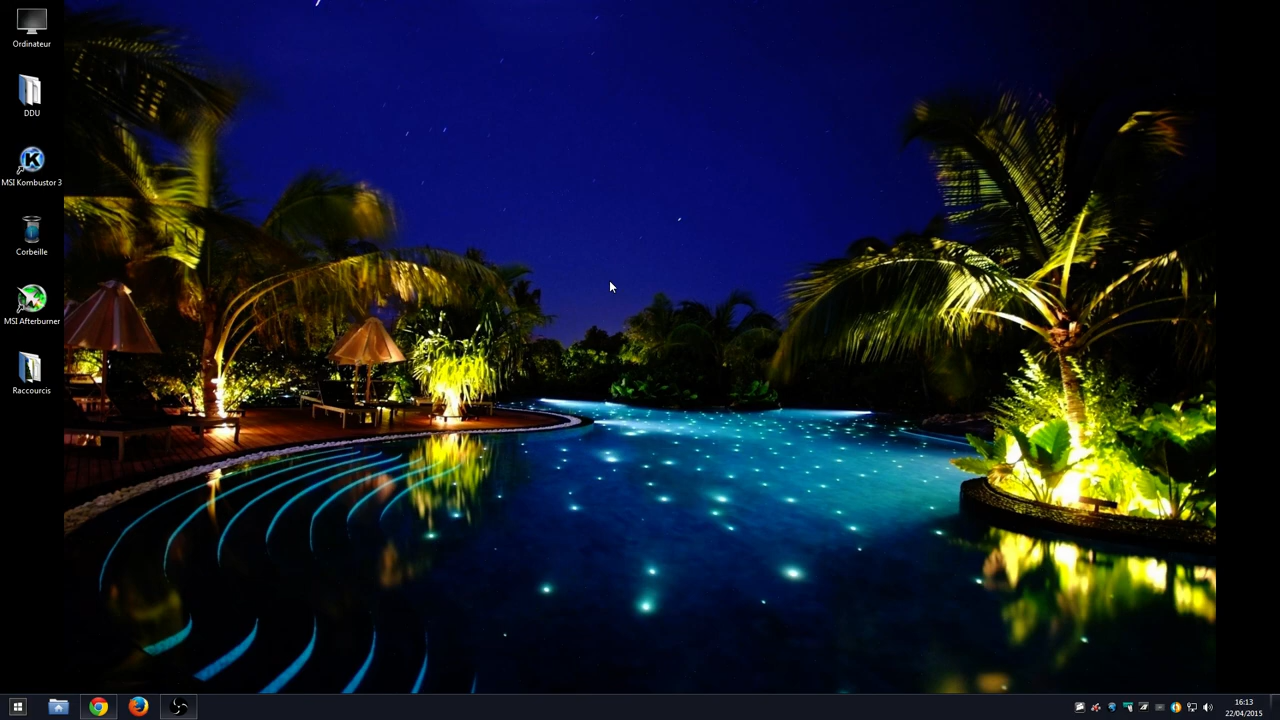 Ordinateur
DDU
MSI Kombustor 3
Corbeille
MSI Afterburner
Raccourcis
16:13
22/04/2015